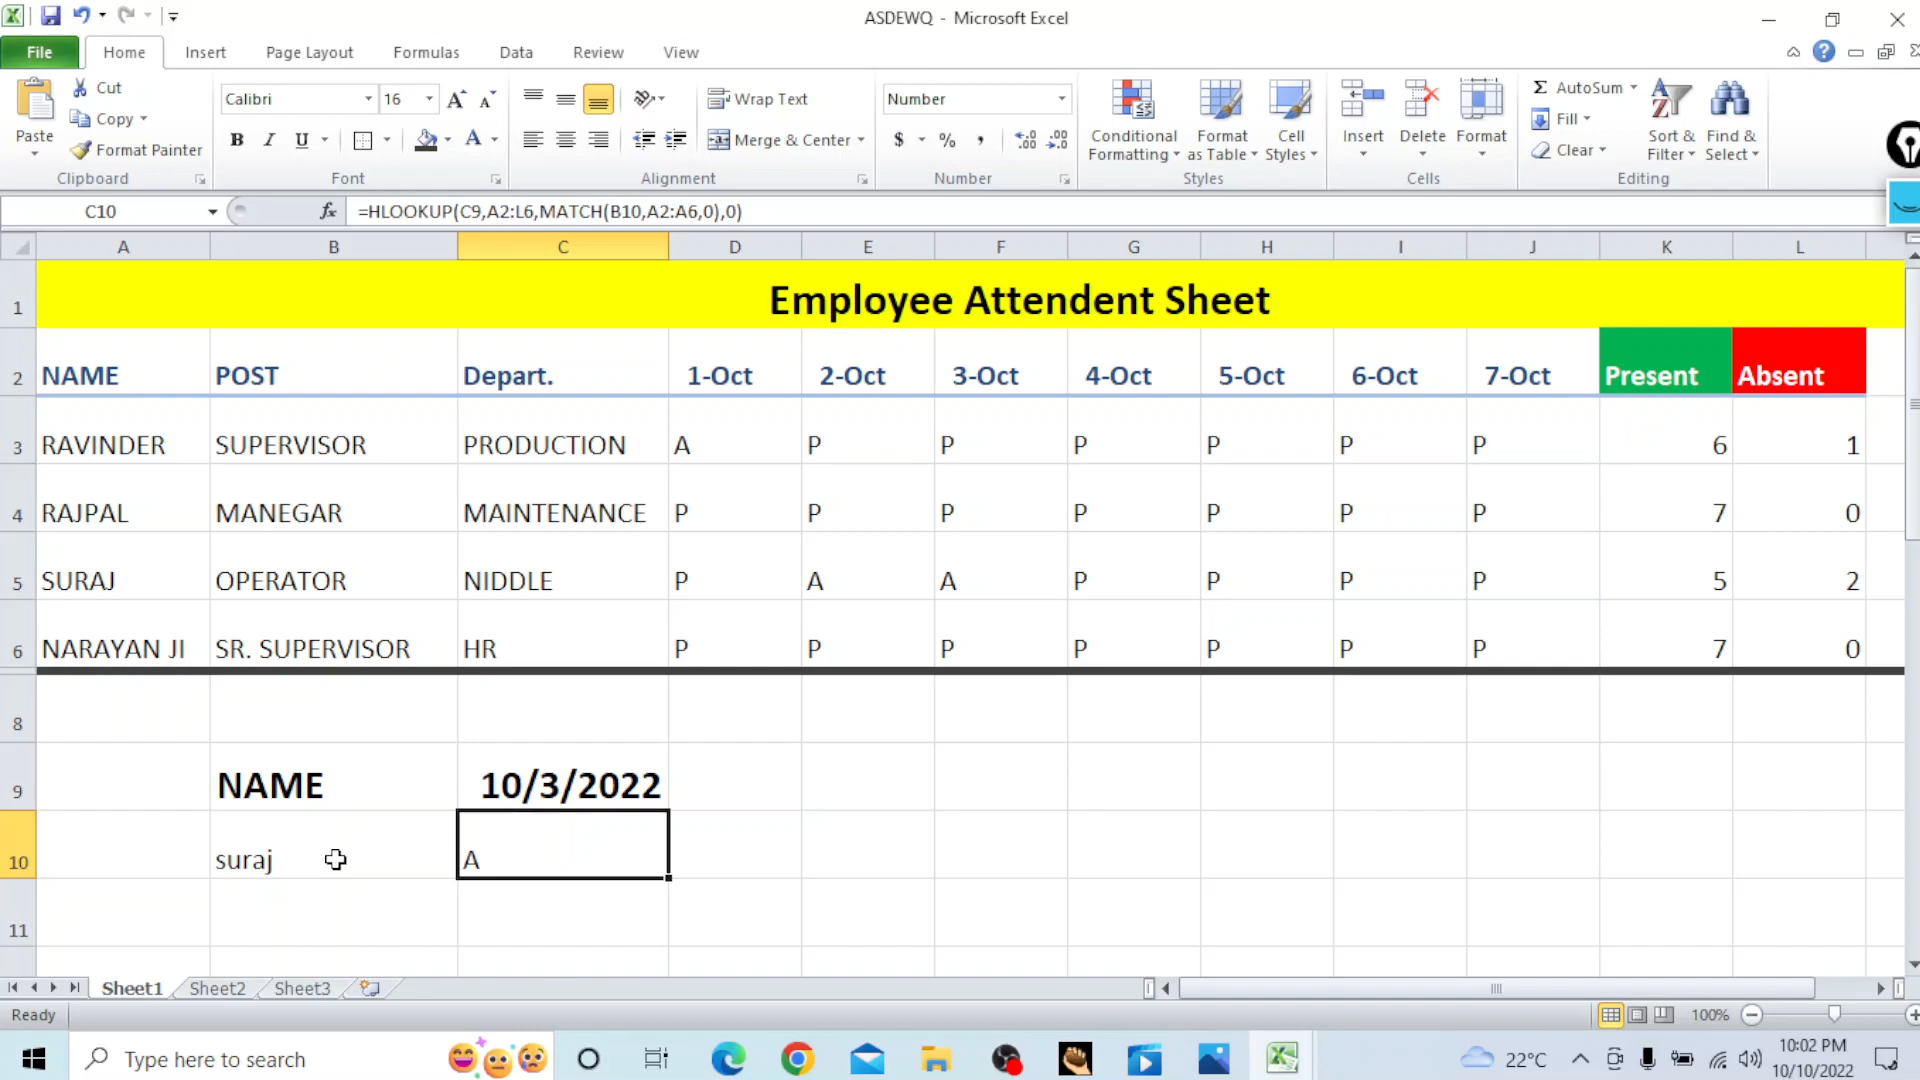 ASDEWQ - Microsoft Excel
File Home Insert Page Layout Formulas Data Review View
Paste Cut Copy Format Painter Clipboard
Calibri 16 A A B I U A Font
Wrap Text Merge & Center Alignment
Number $ % , .0 .00 .00 .0 Number
Conditional Formatting Format as Table Cell Styles Styles
Insert Delete Format Cells
Σ AutoSum Fill Clear Sort & Filter Find & Select Editing
C10 fx =HLOOKUP(C9,A2:L6,MATCH(B10,A2:A6,0),0)
A B C D E F G H I J K L
1 Employee Attendent Sheet
2 NAME POST Depart. 1-Oct 2-Oct 3-Oct 4-Oct 5-Oct 6-Oct 7-Oct Present Absent
3 RAVINDER SUPERVISOR PRODUCTION A P P P P P P 6 1
4 RAJPAL MANEGAR MAINTENANCE P P P P P P P 7 0
5 SURAJ OPERATOR NIDDLE P A A P P P P 5 2
6 NARAYAN JI SR. SUPERVISOR HR P P P P P P P 7 0
8
9 NAME 10/3/2022
10 suraj A
11
Sheet1 Sheet2 Sheet3
Ready 100%
Type here to search 22°C 10:02 PM
10/10/2022